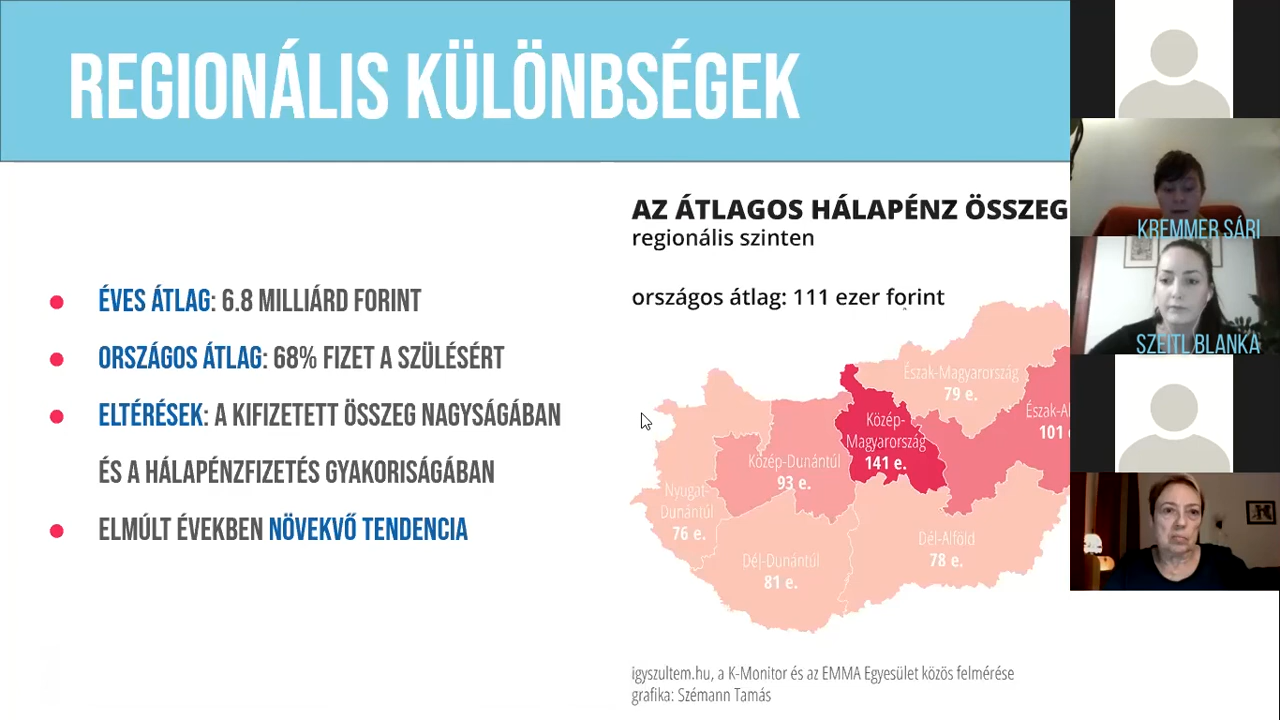 REGIONÁLIS KÜLÖNBSÉGEK
ÉVES ÁTLAG: 6.8 MILLIÁRD FORINT
ORSZÁGOS ÁTLAG: 68% FIZET A SZÜLÉSÉRT
ELTÉRÉSEK: A KIFIZETETT ÖSSZEG NAGYSÁGÁBAN
ÉS A HÁLAPÉNZFIZETÉS GYAKORISÁGÁBAN
ELMÚLT ÉVEKBEN NÖVEKVŐ TENDENCIA
AZ ÁTLAGOS HÁLAPÉNZ ÖSSZEG
regionális szinten
országos átlag: 111 ezer forint
Észak-Magyarország
79 e.
Észak-Al
101
Közép-
Magyarország
141 e.
Közép-Dunántúl
93 e.
Nyugat-
Dunántúl
76 e.
Dél-Dunántúl
81 e.
Dél-Alföld
78 e.
igyszultem.hu, a K-Monitor és az EMMA Egyesület közös felmérése
grafika: Szémann Tamás
KREMMER SÁRI
SZEITL BLANKA